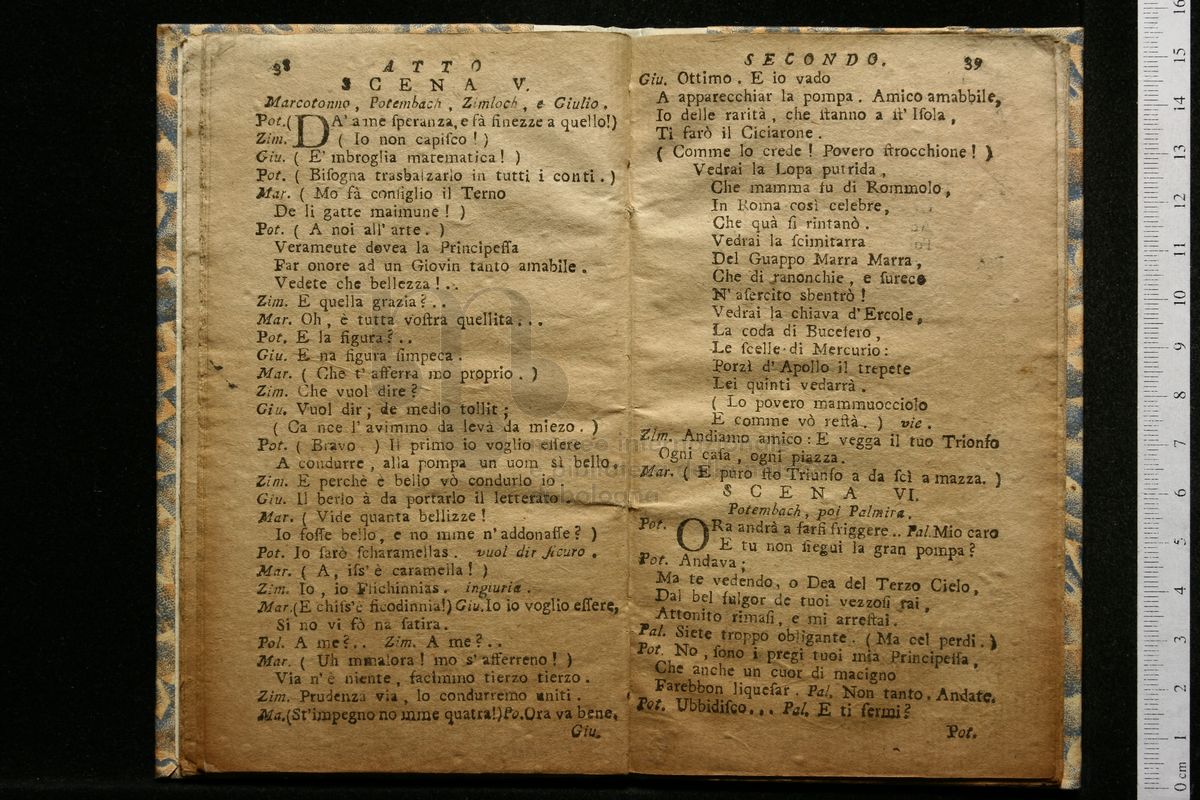 38 ATTO
SCENA V.
Marcotonno, Potembach, Zimloch, e Giulio.
Pot. ( DA' a me ſperanza, e fà finezze a quello!)
Zim. ( Io non capiſco!)
Giu. ( E' mbroglia matematica! )
Pot. ( Biſogna trasbalzarlo in tutti i conti. )
Mar. ( Mo fà conſiglio il Terno
De li gatte maimune! )
Pot. ( A noi all' arte. )
Verameute dovea la Principeſſa
Far onore ad un Giovin tanto amabile.
Vedete che bellezza!..
Zim. E quella grazia?..
Mar. Oh, è tutta voſtra quellita...
Pot. E la figura?..
Giu. E na figura ſimpeca.
Mar. ( Che t' afferra mo proprio. )
Zim. Che vuol dire?
Giu. Vuol dir; de medio tollit;
( Ca nce l' avimmo da levà da miezo. )
Pot. ( Bravo. ) Il primo io voglio eſſere
A condurre, alla pompa un uom sì bello.
Zim. E perchè è bello vò condurlo io.
Giu. Il berlo à da portarlo il letterato.
Mar. ( Vide quanta bellizze!
Io foſſe bello, e no mme n' addonaſſe? )
Pot. Io farò ſcharamellas. vuol dir ſicuro.
Mar. ( A, iſs' è caramella! )
Zim. Io, io Flichinnias. ingiuria.
Mar. (E chiſs'è ficodinnia!) Giu. Io io voglio eſſere,
Si no vi fò na ſatira.
Pol. A me?.. Zim. A me?..
Mar. ( Uh mmalora! mo s' afferreno! )
Via n' è niente, facimmo tierzo tierzo.
Zim. Prudenza via, lo condurremo uniti.
Ma. (St'impegno no mme quatra!) Po. Ora va bene.
Giu.
SECONDO. 39
Giu. Ottimo. E io vado
A apparecchiar la pompa. Amico amabbile,
Io delle rarità, che ſtanno a ſt' Iſola,
Ti farò il Ciciarone.
( Comme lo crede! Povero ſtrocchione! )
Vedrai la Lopa putrida,
Che mamma fu di Rommolo,
In Roma così celebre,
Che quà ſi rintanò.
Vedrai la ſcimitarra
Del Guappo Marra Marra,
Che di ranonchie, e ſurece
N' aſercito sbentrò!
Vedrai la chiava d' Ercole,
La coda di Bucefero,
Le ſcelle di Mercurio:
Porzì d' Apollo il trepete
Lei quinti vedarrà.
( Lo povero mammuocciolo
E comme vò reſtà. ) vie.
Zim. Andiamo amico: E vegga il tuo Trionfo
Ogni caſa, ogni piazza.
Mar. ( E puro ſto Triunfo a da ſcì a mazza. )
SCENA VI.
Potembach, poi Palmira.
Pot. ORa andrà a farſi friggere.. Pal. Mio caro
E tu non ſiegui la gran pompa?
Pot. Andava;
Ma te vedendo, o Dea del Terzo Cielo,
Dal bel fulgor de tuoi vezzoſi rai,
Attonito rimaſi, e mi arreſtai.
Pal. Siete troppo obligante. ( Ma cel perdi. )
Pot. No, ſono i pregi tuoi mia Principeſſa,
Che anche un cuor di macigno
Farebbon liquefar. Pal. Non tanto. Andate.
Pot. Ubbidiſco... Pal. E ti fermi?
Pot.